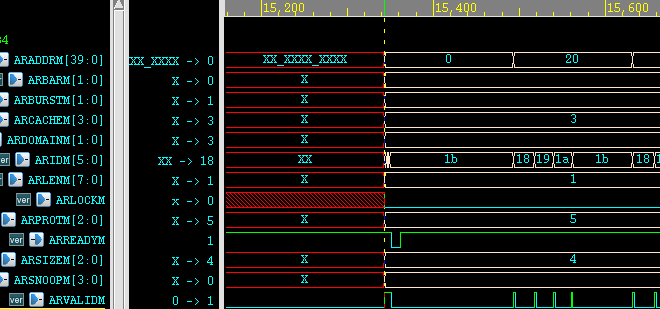 15,200 15,400 15,600
64
ARADDRM[39:0] XX_XXXX -> 0 XX_XXXX_XXXX 0 20
ARBARM[1:0] X -> 0 X
ARBURSTM[1:0] X -> 1 X
ARCACHEM[3:0] X -> 3 X 3
ARDOMAINM[1:0] X -> 3 X
ver ARIDM[5:0] XX -> 18 XX 1b 18 19 1a 1b 18
ARLENM[7:0] x -> 1 X 1
ver ARLOCKM x -> 0
ARPROTM[2:0] X -> 5 X 5
ver ARREADYM 1
ARSIZEM[2:0] X -> 4 X 4
ARSNOOPM[3:0] X -> 0 X
ver ARVALIDM 0 -> 1